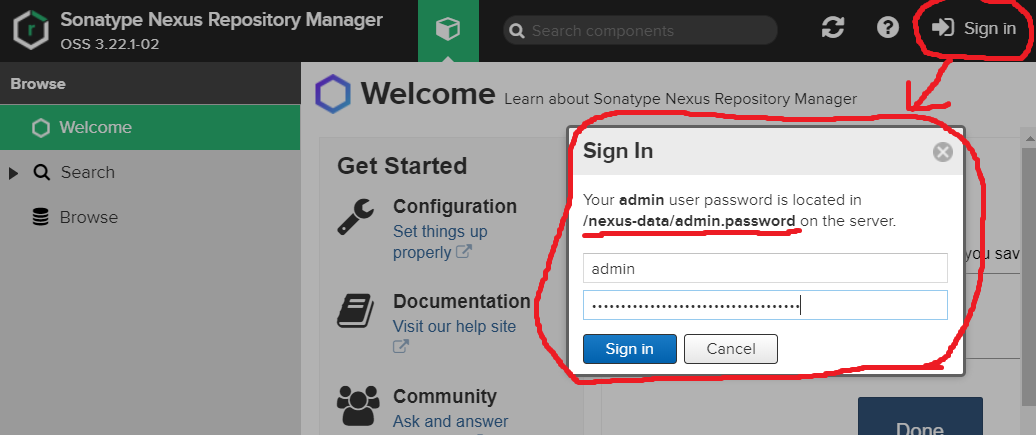 Sonatype Nexus Repository Manager
OSS 3.22.1-02
Search components
Sign in
Browse
Welcome
Search
Browse
Welcome Learn about Sonatype Nexus Repository Manager
Get Started
Configuration
Set things up
properly
Documentation
Visit our help site
Community
Ask and answer
Sign In
Your admin user password is located in
/nexus-data/admin.password on the server.
admin
••••••••••••••••••••••••••••••••••••
Sign in Cancel
you sav
Done